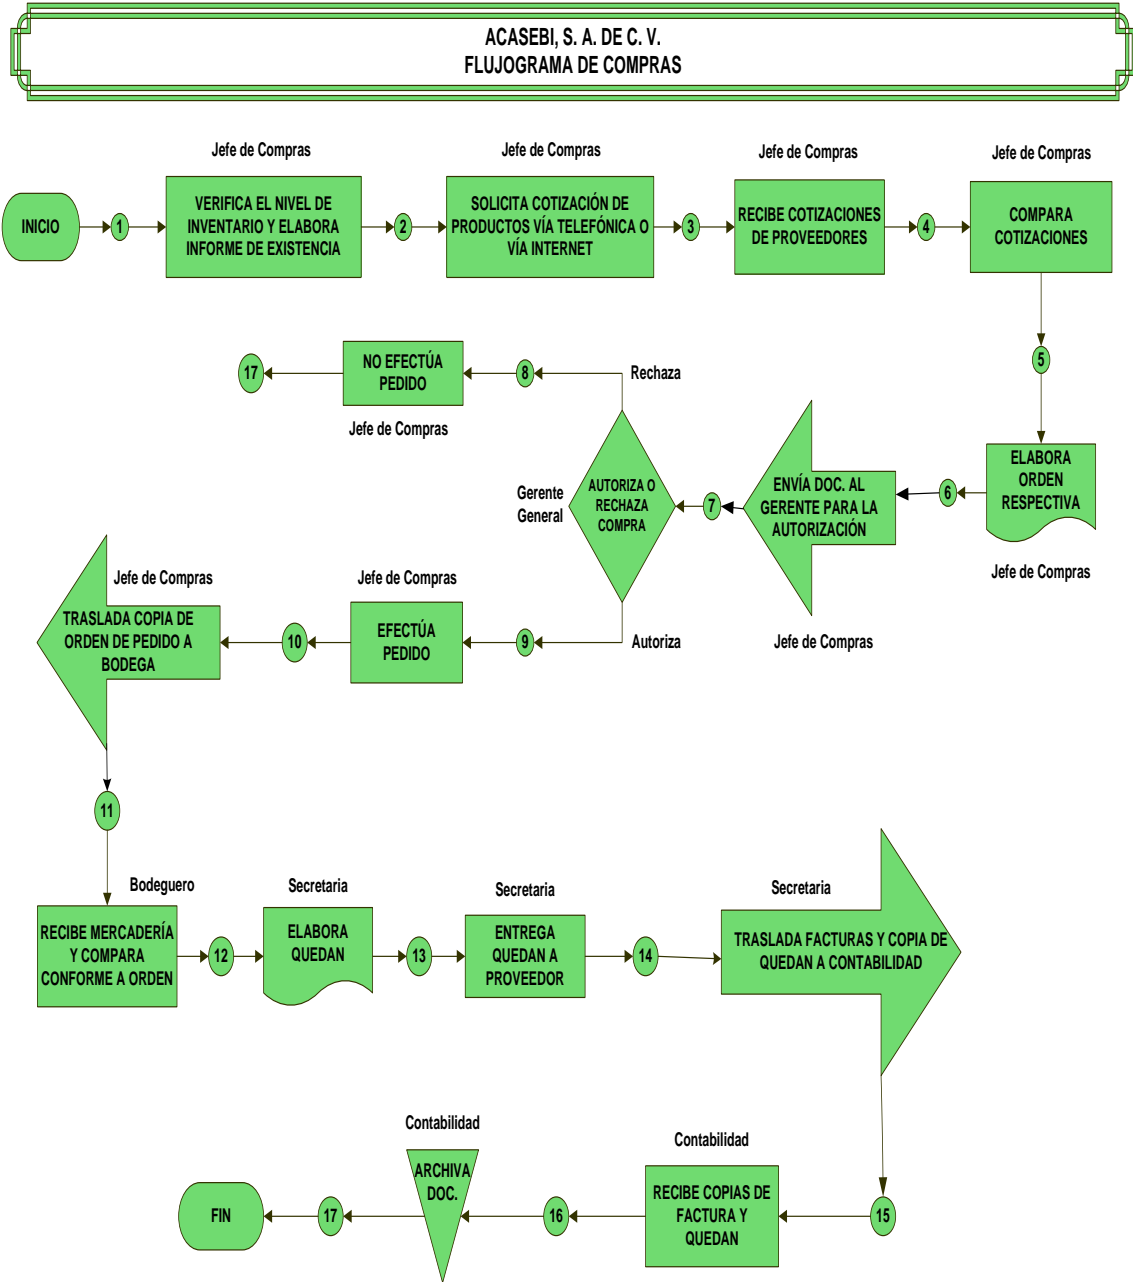 ACASEBI, S. A. DE C. V.
FLUJOGRAMA DE COMPRAS
Jefe de Compras
Jefe de Compras
Jefe de Compras
Jefe de Compras
INICIO
1
VERIFICA EL NIVEL DE
INVENTARIO Y ELABORA
INFORME DE EXISTENCIA
2
SOLICITA COTIZACIÓN DE
PRODUCTOS VÍA TELEFÓNICA O
VÍA INTERNET
3
RECIBE COTIZACIONES
DE PROVEEDORES
4
COMPARA
COTIZACIONES
5
ELABORA
ORDEN
RESPECTIVA
Jefe de Compras
6
ENVÍA DOC. AL
GERENTE PARA LA
AUTORIZACIÓN
Jefe de Compras
7
Gerente
General
AUTORIZA O
RECHAZA
COMPRA
Rechaza
8
NO EFECTÚA
PEDIDO
Jefe de Compras
17
Autoriza
9
Jefe de Compras
EFECTÚA
PEDIDO
10
Jefe de Compras
TRASLADA COPIA DE
ORDEN DE PEDIDO A
BODEGA
11
Bodeguero
RECIBE MERCADERÍA
Y COMPARA
CONFORME A ORDEN
12
Secretaria
ELABORA
QUEDAN
13
Secretaria
ENTREGA
QUEDAN A
PROVEEDOR
14
Secretaria
TRASLADA FACTURAS Y COPIA DE
QUEDAN A CONTABILIDAD
15
Contabilidad
RECIBE COPIAS DE
FACTURA Y
QUEDAN
16
Contabilidad
ARCHIVA
DOC.
17
FIN